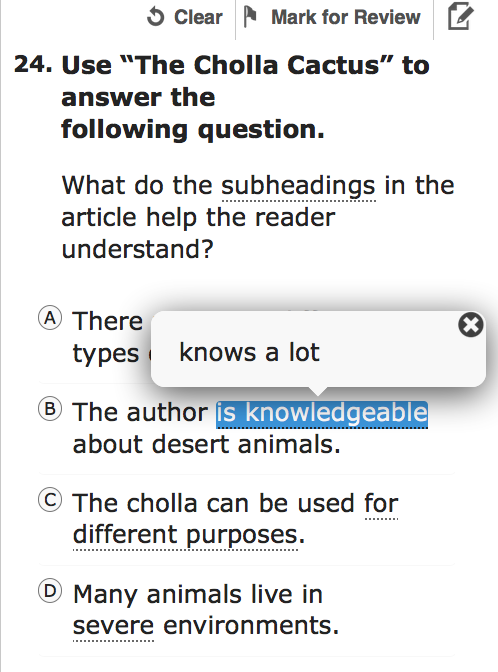 Clear
Mark for Review
24. Use “The Cholla Cactus” to
answer the
following question.
What do the subheadings in the
article help the reader
understand?
A There
types
knows a lot
B The author is knowledgeable
about desert animals.
C The cholla can be used for
different purposes.
D Many animals live in
severe environments.